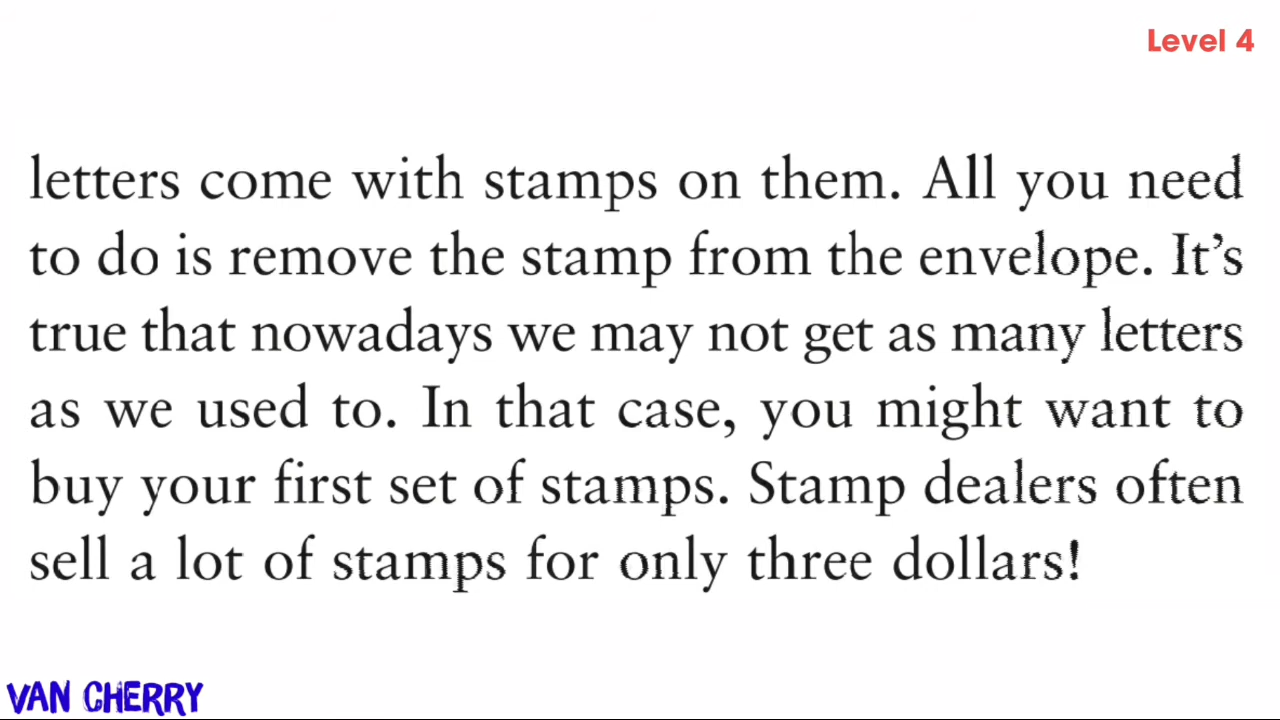 Level 4
letters come with stamps on them. All you need
to do is remove the stamp from the envelope. It’s
true that nowadays we may not get as many letters
as we used to. In that case, you might want to
buy your first set of stamps. Stamp dealers often
sell a lot of stamps for only three dollars!
VAN CHERRY